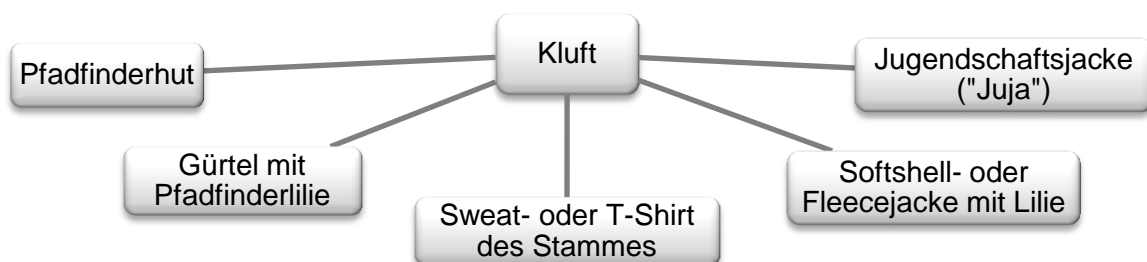 Kluft
Pfadfinderhut
Gürtel mit
Pfadfinderlilie
Sweat- oder T-Shirt
des Stammes
Softshell- oder
Fleecejacke mit Lilie
Jugendschaftsjacke
("Juja")